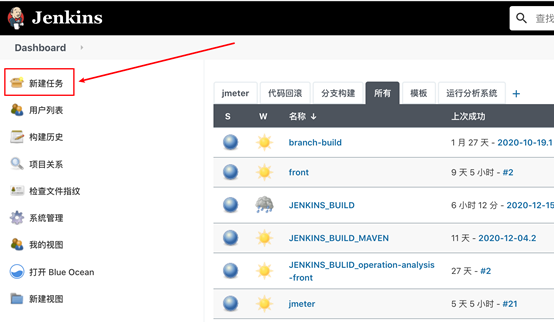 Jenkins
查找
Dashboard
新建任务
用户列表
构建历史
项目关系
检查文件指纹
系统管理
我的视图
打开 Blue Ocean
新建视图
jmeter 代码回滚 分支构建 所有 模板 运行分析系统 +
S W 名称 ↓ 上次成功
branch-build 1 月 27 天 - 2020-10-19.1
front 9 天 5 小时 - #2
JENKINS_BUILD 6 小时 12 分 - 2020-12-15
JENKINS_BUILD_MAVEN 11 天 - 2020-12-04.2
JENKINS_BULID_operation-analysis
-front 27 天 - #2
jmeter 5 天 5 小时 - #21